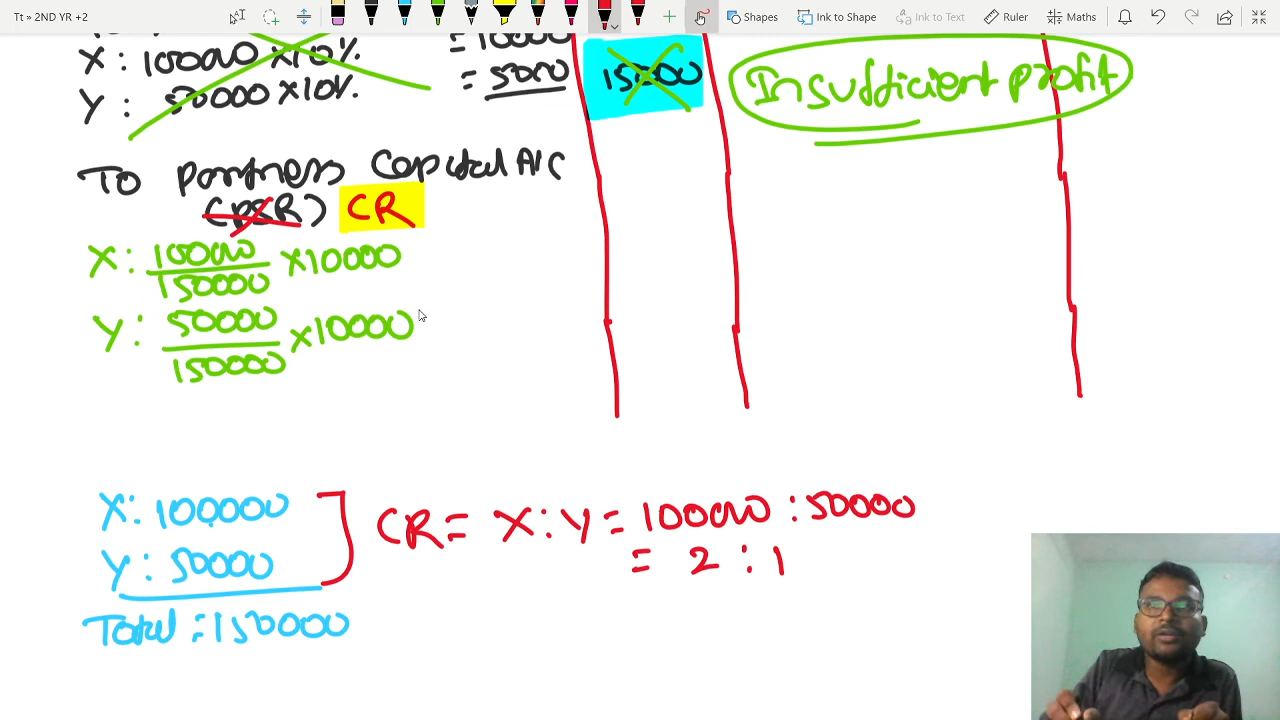 Tt » 2ND YR +2
Shapes
Ink to Shape
Ink to Text
Ruler
Maths
X : 100000 ×10%. = 10000
Y : 50000 ×10%. = 5000 15000
Insufficient profit
To Partners Capital A/C
(PSR) CR
X : 100000 ×10000
150000
Y : 50000 ×10000
150000
X: 100000
Y : 50000
Total = 150000
CR = X : Y = 100000 : 50000
= 2 : 1